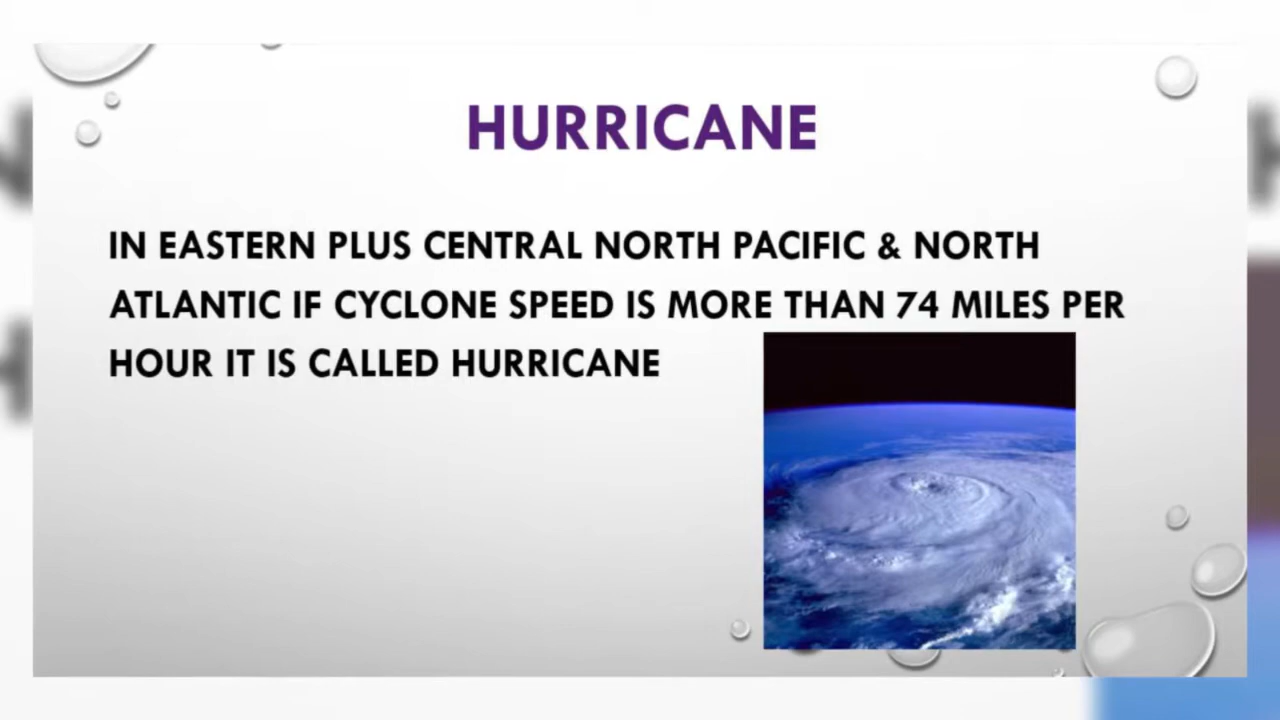 HURRICANE
IN EASTERN PLUS CENTRAL NORTH PACIFIC & NORTH
ATLANTIC IF CYCLONE SPEED IS MORE THAN 74 MILES PER
HOUR IT IS CALLED HURRICANE